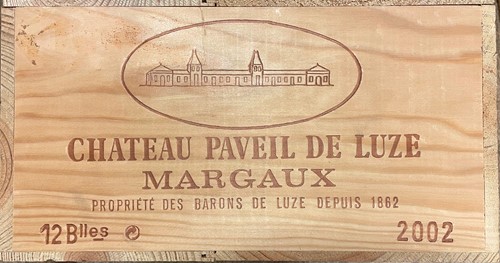 CHATEAU PAVEIL DE LUZE
MARGAUX
PROPRIÉTÉ DES BARONS DE LUZE DEPUIS 1862
12 Blles 2002